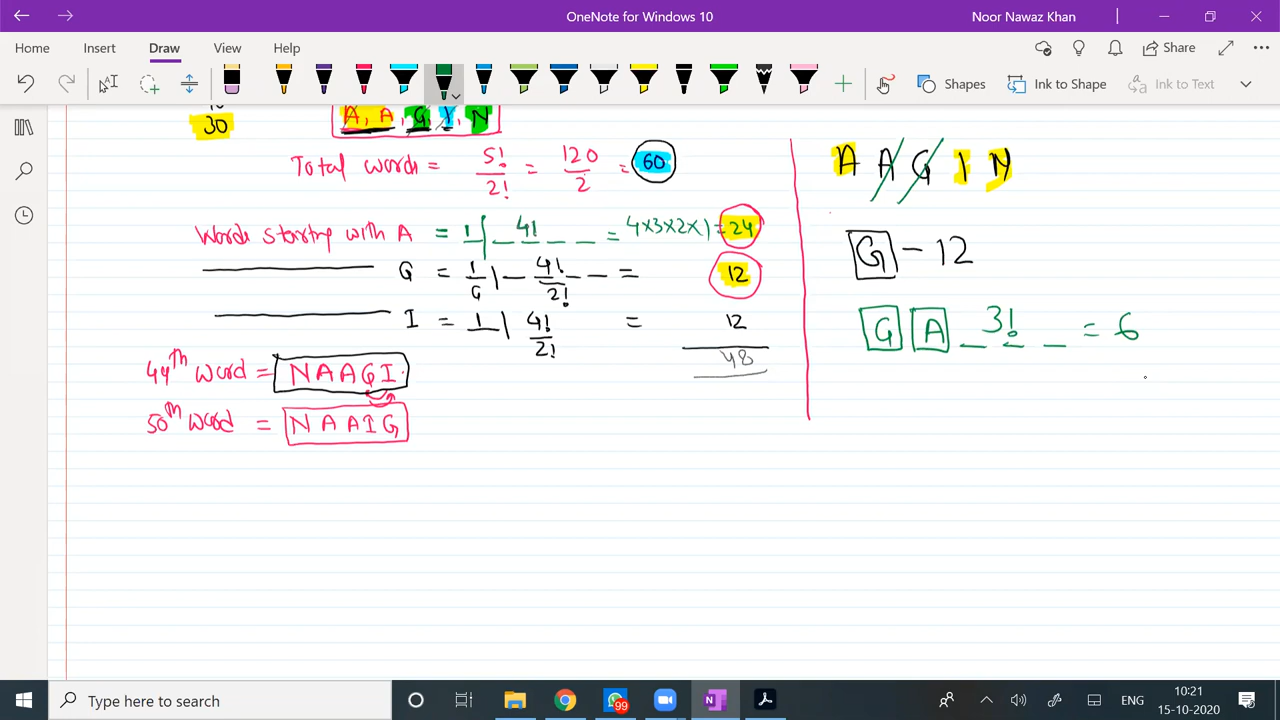 OneNote for Windows 10
Noor Nawaz Khan
Home Insert Draw View Help
Share
Shapes
Ink to Shape
Ink to Text
30
A, A, G, I, N
Total words = 5!/2! = 120/2 = 60
Words starting with A = 1 | _ 4! _ _ _ = 4×3×2×1 = 24
G = 1/G | _ 4!/2! _ _ = 12
I = 1 | 4!/2! = 12
48
49th word = NAAGI
50th word = NAAIG
A A G I N
G - 12
G A _ 3! _ _ = 6
Type here to search
99
ENG
10:21
15-10-2020